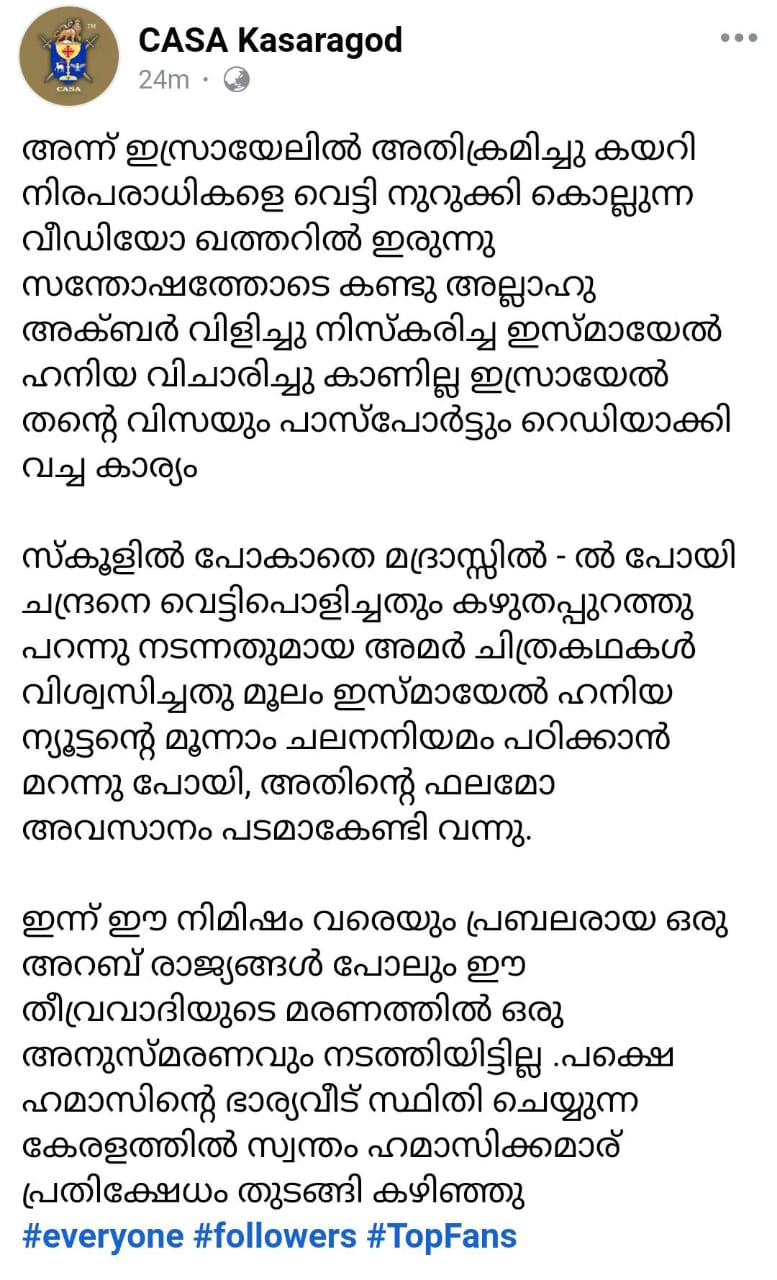 CASA Kasaragod
24m ·
TM
CASA
അന്ന് ഇസ്രായേലിൽ അതിക്രമിച്ചു കയറി
നിരപരാധികളെ വെട്ടി നുറുക്കി കൊല്ലുന്ന
വീഡിയോ ഖത്തറിൽ ഇരുന്നു
സന്തോഷത്തോടെ കണ്ടു അല്ലാഹു
അക്ബർ വിളിച്ചു നിസ്കരിച്ച ഇസ്മായേൽ
ഹനിയ വിചാരിച്ചു കാണില്ല ഇസ്രായേൽ
തന്റെ വിസയും പാസ്പോർട്ടും റെഡിയാക്കി
വച്ച കാര്യം
സ്കൂളിൽ പോകാതെ മദ്രാസ്സിൽ - ൽ പോയി
ചന്ദ്രനെ വെട്ടിപൊളിച്ചതും കഴുതപ്പുറത്തു
പറന്നു നടന്നതുമായ അമർ ചിത്രകഥകൾ
വിശ്വസിച്ചതു മൂലം ഇസ്മായേൽ ഹനിയ
ന്യൂട്ടന്റെ മൂന്നാം ചലനനിയമം പഠിക്കാൻ
മറന്നു പോയി, അതിന്റെ ഫലമോ
അവസാനം പടമാകേണ്ടി വന്നു.
ഇന്ന് ഈ നിമിഷം വരെയും പ്രബലരായ ഒരു
അറബ് രാജ്യങ്ങൾ പോലും ഈ
തീവ്രവാദിയുടെ മരണത്തിൽ ഒരു
അനുസ്മരണവും നടത്തിയിട്ടില്ല .പക്ഷെ
ഹമാസിന്റെ ഭാര്യവീട് സ്ഥിതി ചെയ്യുന്ന
കേരളത്തിൽ സ്വന്തം ഹമാസിക്കമാര്
പ്രതിക്ഷേധം തുടങ്ങി കഴിഞ്ഞു
#everyone #followers #TopFans